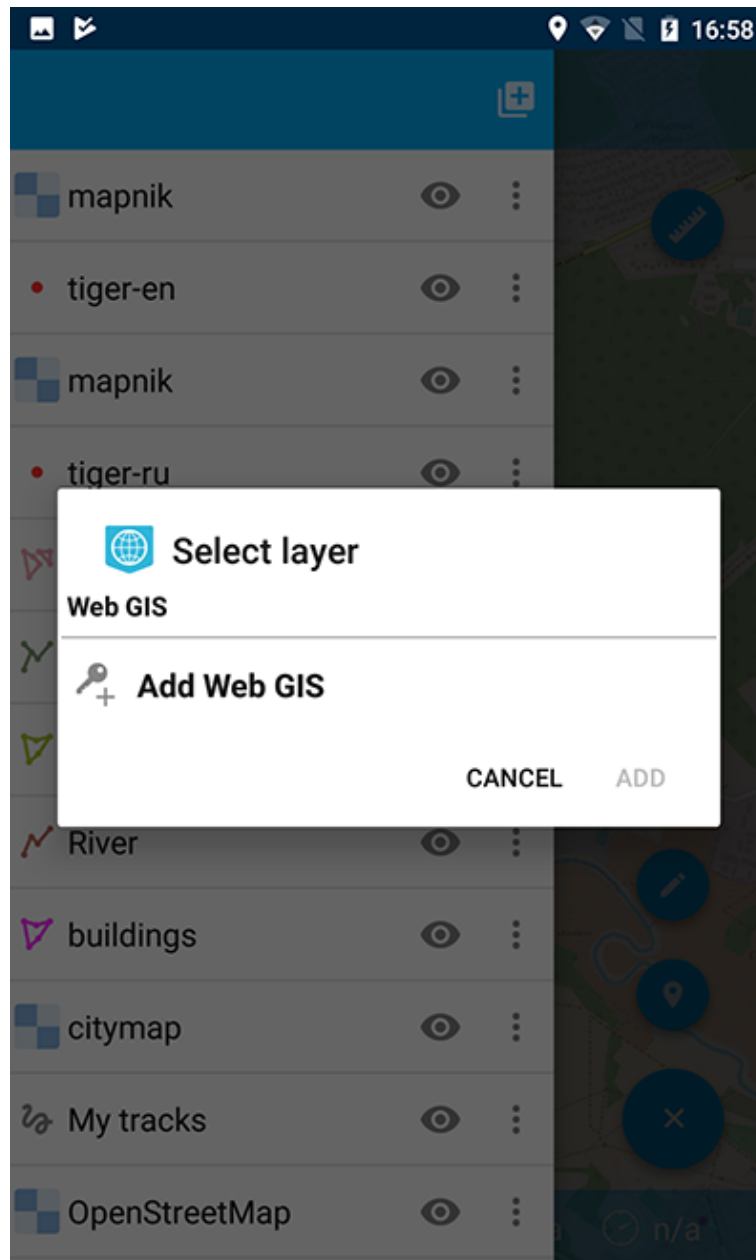 16:58
mapnik
tiger-en
mapnik
tiger-ru
Select layer
Web GIS
Add Web GIS
CANCEL ADD
River
buildings
citymap
My tracks
OpenStreetMap
n/a